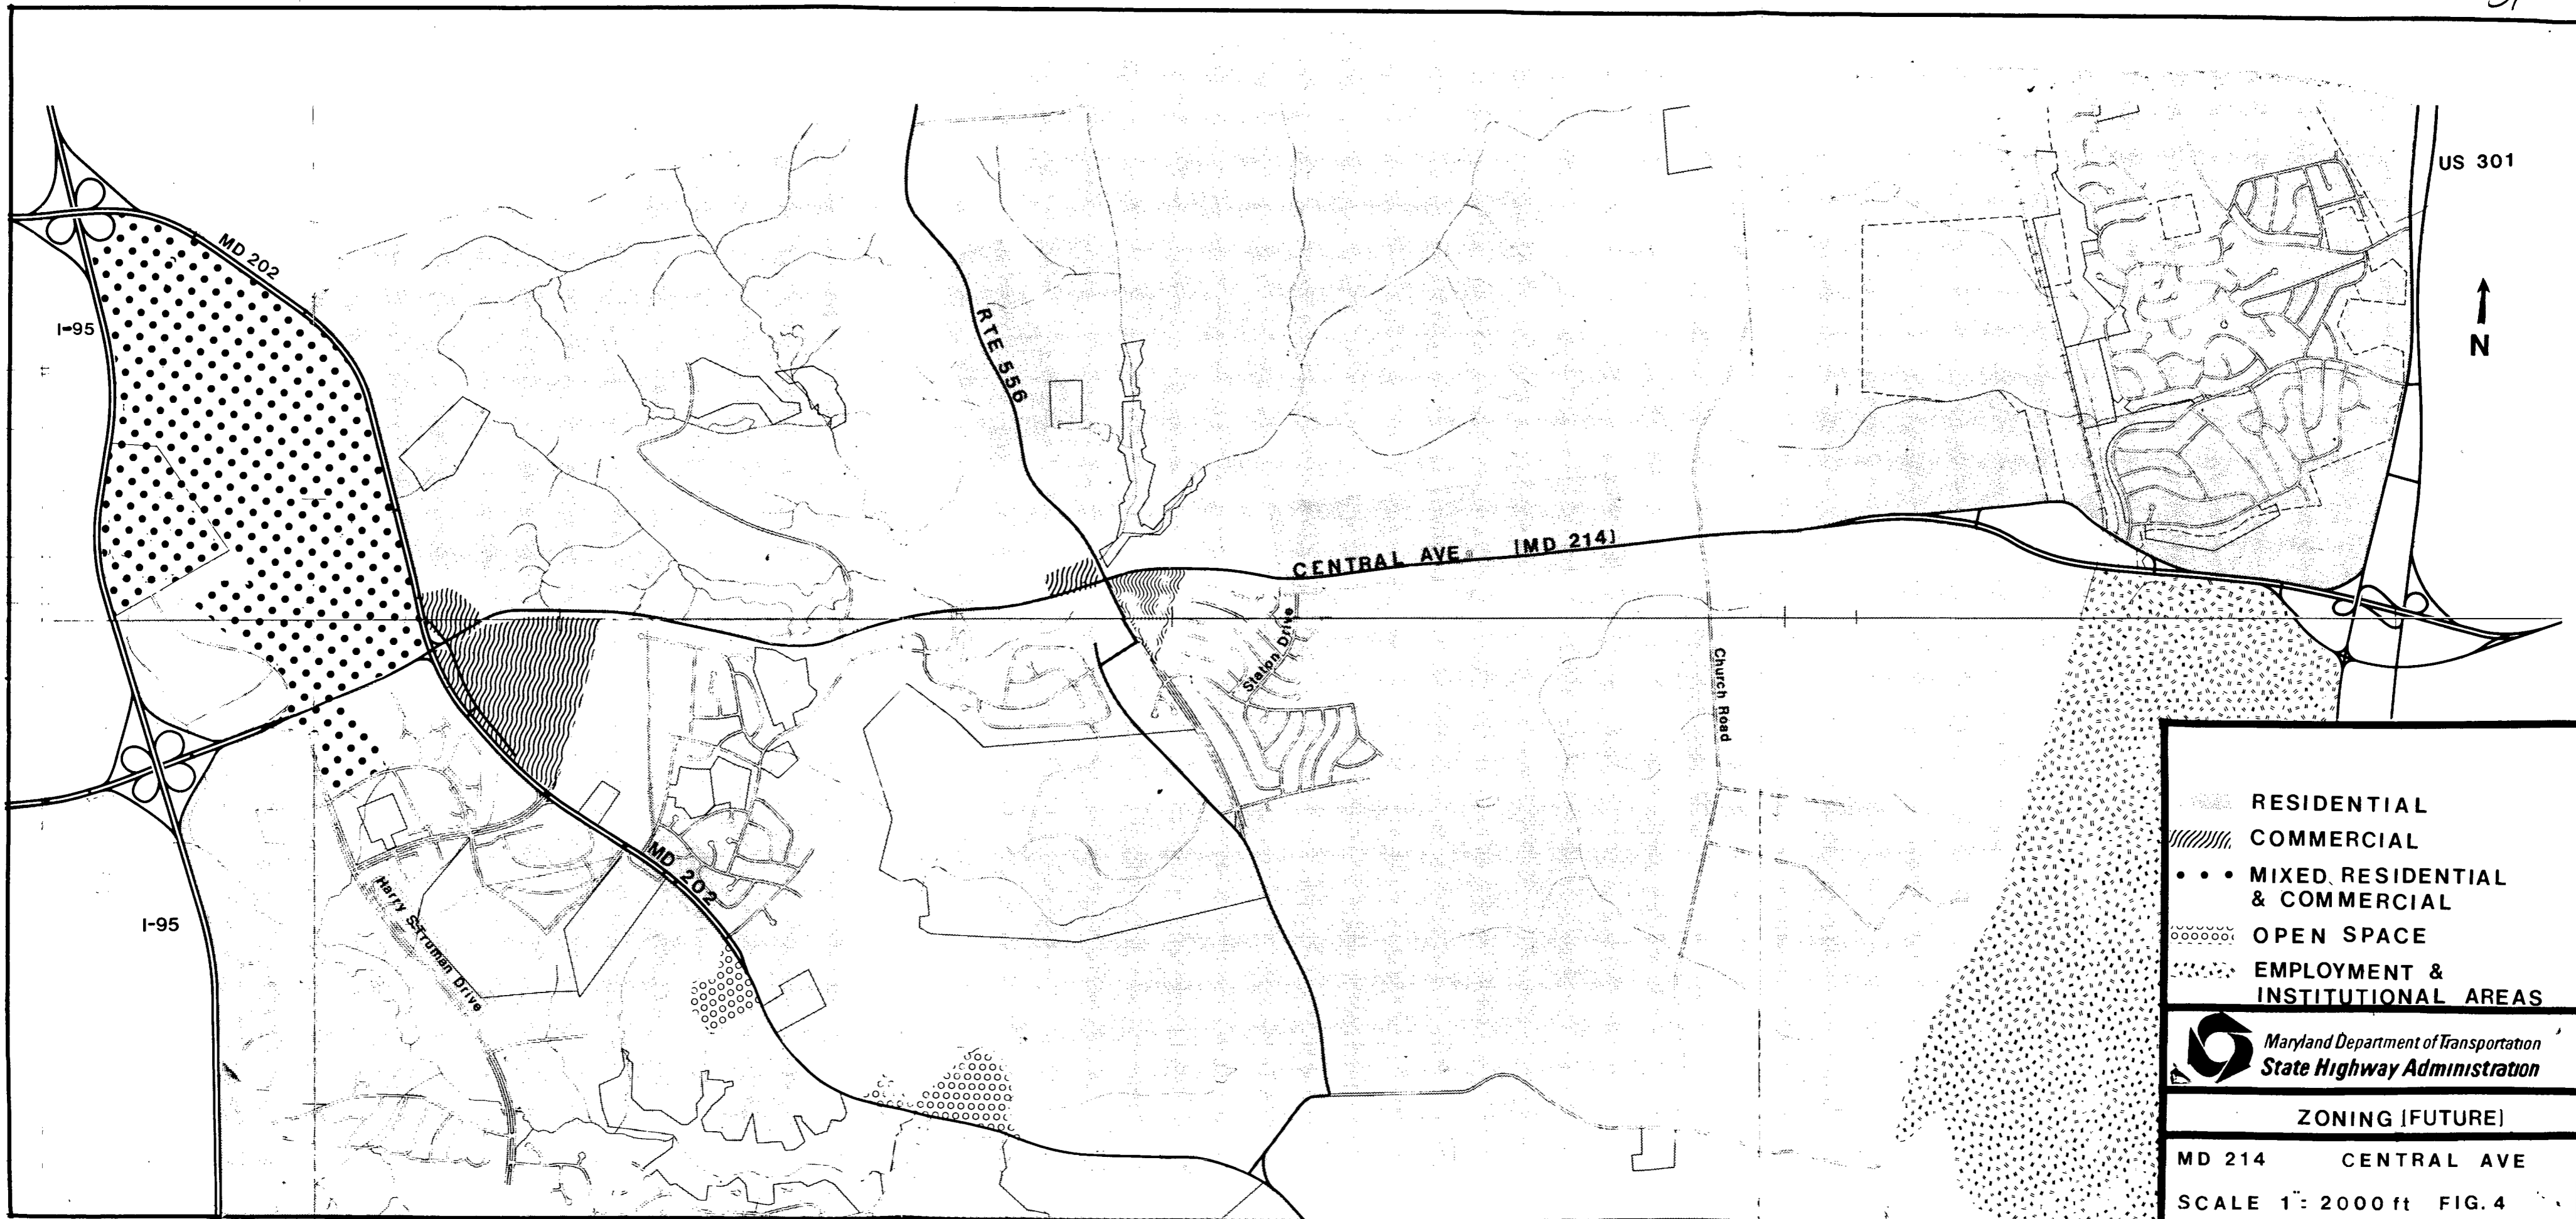 US 301
MD 202
I-95
N
RTE 556
CENTRAL AVE (MD 214)
Staton Drive
Church Road
MD 202
Harry S Truman Drive
I-95
RESIDENTIAL
COMMERCIAL
MIXED RESIDENTIAL
& COMMERCIAL
OPEN SPACE
EMPLOYMENT &
INSTITUTIONAL AREAS
Maryland Department of Transportation
State Highway Administration
ZONING (FUTURE)
MD 214 CENTRAL AVE
SCALE 1" = 2000 ft FIG. 4